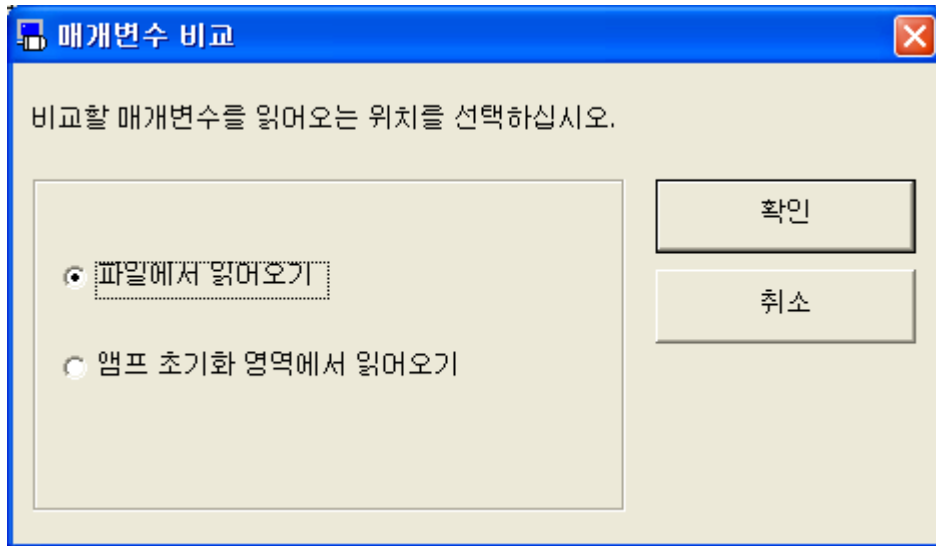 매개변수 비교
비교할 매개변수를 읽어오는 위치를 선택하십시오.
파일에서 읽어오기
앰프 초기화 영역에서 읽어오기
확인
취소